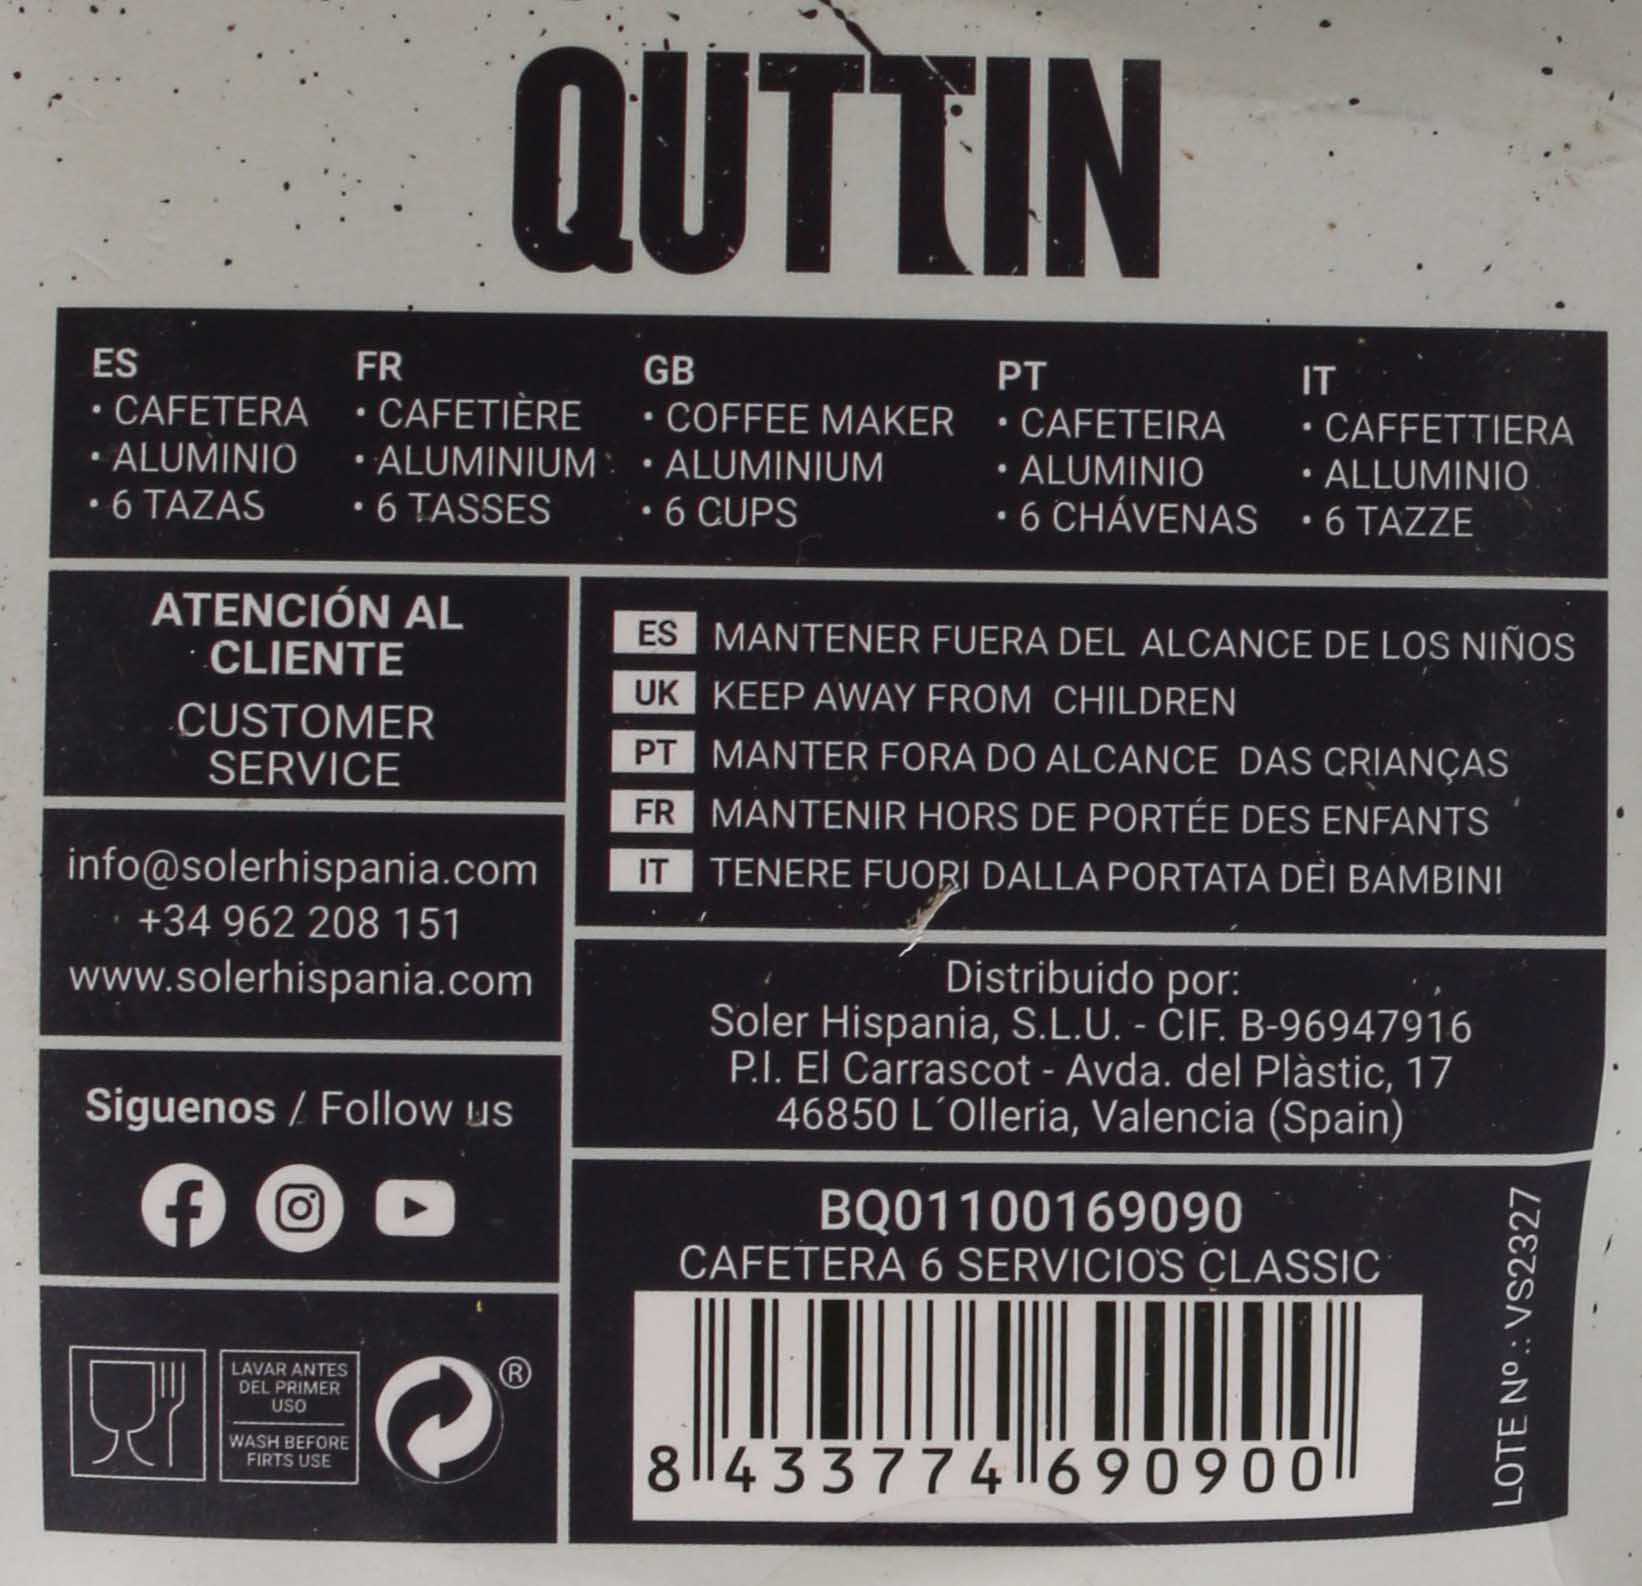 QUTTIN
ES
• CAFETERA
• ALUMINIO
• 6 TAZAS
FR
• CAFETIÈRE
• ALUMINIUM
• 6 TASSES
GB
• COFFEE MAKER
• ALUMINIUM
• 6 CUPS
PT
• CAFETEIRA
• ALUMINIO
• 6 CHÁVENAS
IT
• CAFFETTIERA
• ALLUMINIO
• 6 TAZZE
ATENCIÓN AL
CLIENTE
CUSTOMER
SERVICE
info@solerhispania.com
+34 962 208 151
www.solerhispania.com
Siguenos / Follow us
LAVAR ANTES
DEL PRIMER
USO
WASH BEFORE
FIRTS USE
®
ES MANTENER FUERA DEL ALCANCE DE LOS NIÑOS
UK KEEP AWAY FROM CHILDREN
PT MANTER FORA DO ALCANCE DAS CRIANÇAS
FR MANTENIR HORS DE PORTÉE DES ENFANTS
IT TENERE FUORI DALLA PORTATA DEI BAMBINI
Distribuido por:
Soler Hispania, S.L.U. - CIF. B-96947916
P.I. El Carrascot - Avda. del Plàstic, 17
46850 L´Olleria, Valencia (Spain)
BQ01100169090
CAFETERA 6 SERVICIOS CLASSIC
8 433774 690900
LOTE Nº.: VS2327